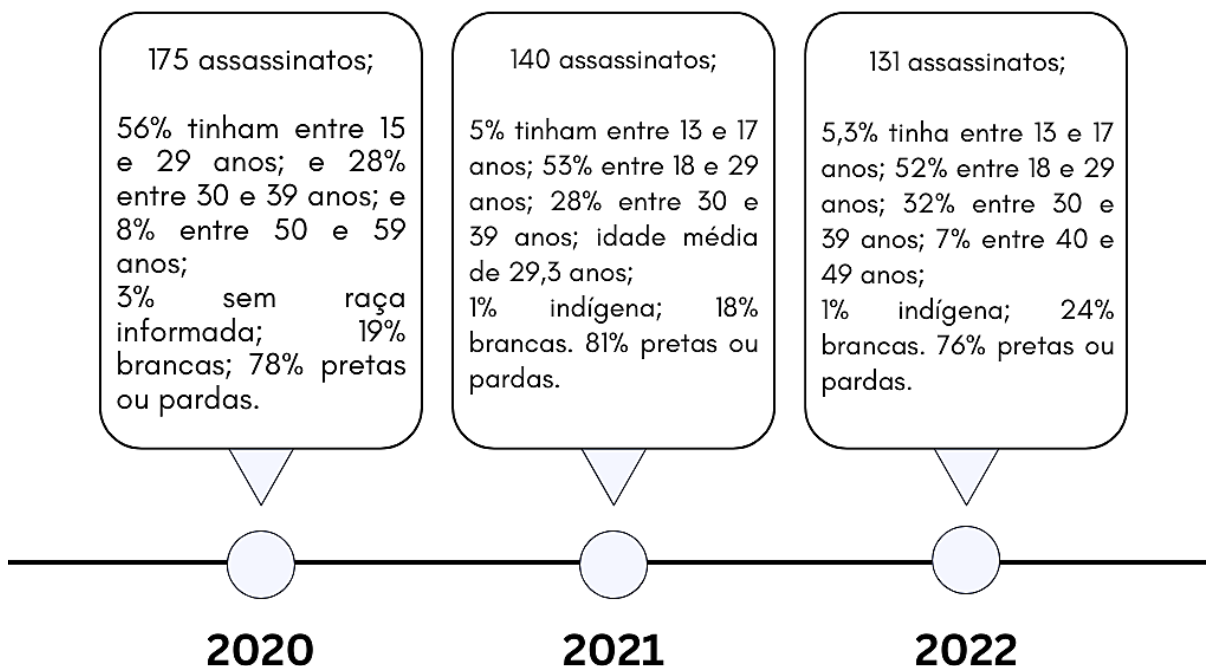 175 assassinatos;
56% tinham entre 15
e 29 anos; e 28%
entre 30 e 39 anos; e
8% entre 50 e 59
anos;
3% sem raça
informada; 19%
brancas; 78% pretas
ou pardas.
140 assassinatos;
5% tinham entre 13 e 17
anos; 53% entre 18 e 29
anos; 28% entre 30 e
39 anos; idade média
de 29,3 anos;
1% indígena; 18%
brancas. 81% pretas ou
pardas.
131 assassinatos;
5,3% tinha entre 13 e 17
anos; 52% entre 18 e 29
anos; 32% entre 30 e
39 anos; 7% entre 40 e
49 anos;
1% indígena; 24%
brancas. 76% pretas ou
pardas.
2020
2021
2022